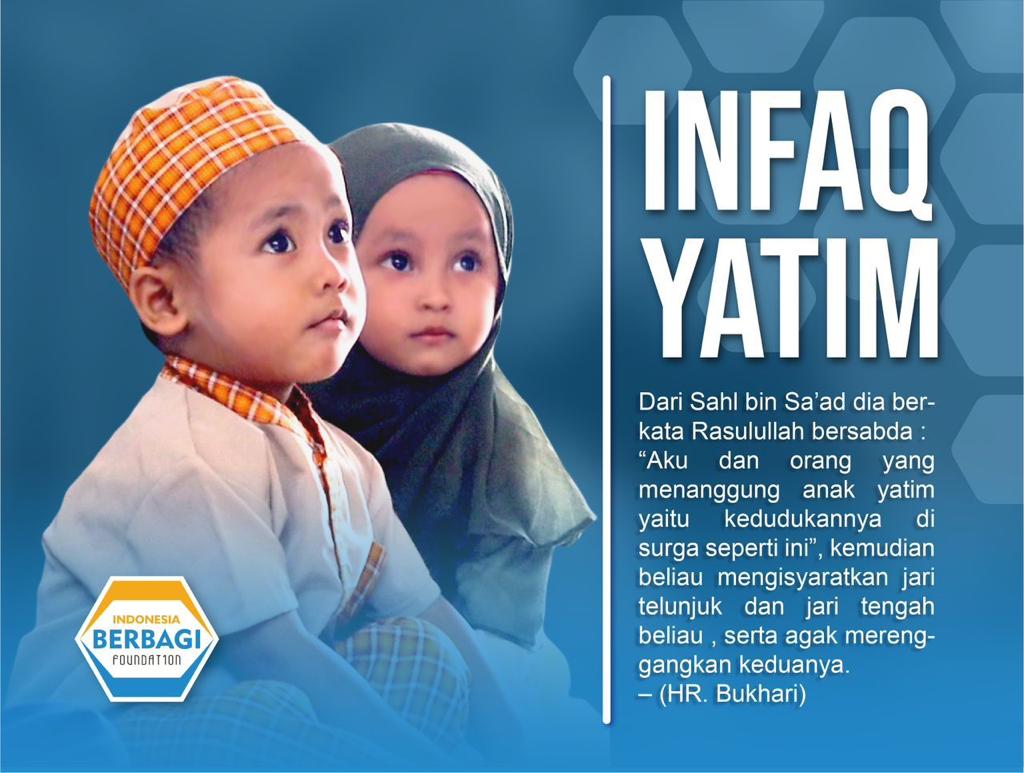 INFAQ
YATIM
Dari Sahl bin Sa’ad dia ber-
kata Rasulullah bersabda :
“Aku dan orang yang
menanggung anak yatim
yaitu kedudukannya di
surga seperti ini”, kemudian
beliau mengisyaratkan jari
telunjuk dan jari tengah
beliau , serta agak mereng-
gangkan keduanya.
– (HR. Bukhari)
INDONESIA
BERBAGI
FOUNDAT1ON